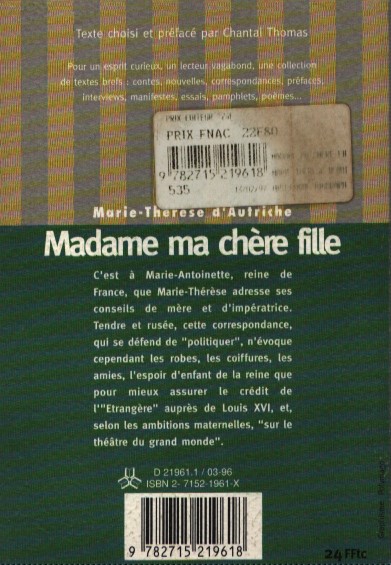 Texte choisi et préfacé par Chantal Thomas
Pour un esprit curieux, un lecteur vagabond, une collection
de textes brefs : contes, nouvelles, correspondances, préfaces,
interviews, manifestes, essais, pamphlets, poèmes...
PRIX FNAC 22F80
9 782715 219618
535
Marie-Thérèse d'Autriche
Madame ma chère fille
C'est à Marie-Antoinette, reine de
France, que Marie-Thérèse adresse ses
conseils de mère et d'impératrice.
Tendre et rusée, cette correspondance,
qui se défend de "politiquer", n'évoque
cependant les robes, les coiffures, les
amies, l'espoir d'enfant de la reine que
pour mieux assurer le crédit de
l'"Etrangère" auprès de Louis XVI, et,
selon les ambitions maternelles, "sur le
théâtre du grand monde".
D 21961.1 / 03-96
ISBN 2- 7152-1961-X
9 782715 219618
24 FFtc